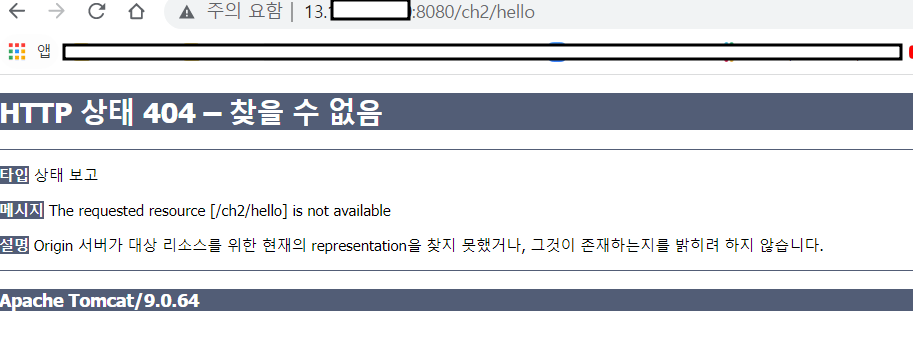 주의 요함 | 13.:8080/ch2/hello
앱
HTTP 상태 404 – 찾을 수 없음
타입 상태 보고
메시지 The requested resource [/ch2/hello] is not available
설명 Origin 서버가 대상 리소스를 위한 현재의 representation을 찾지 못했거나, 그것이 존재하는지를 밝히려 하지 않습니다.
Apache Tomcat/9.0.64